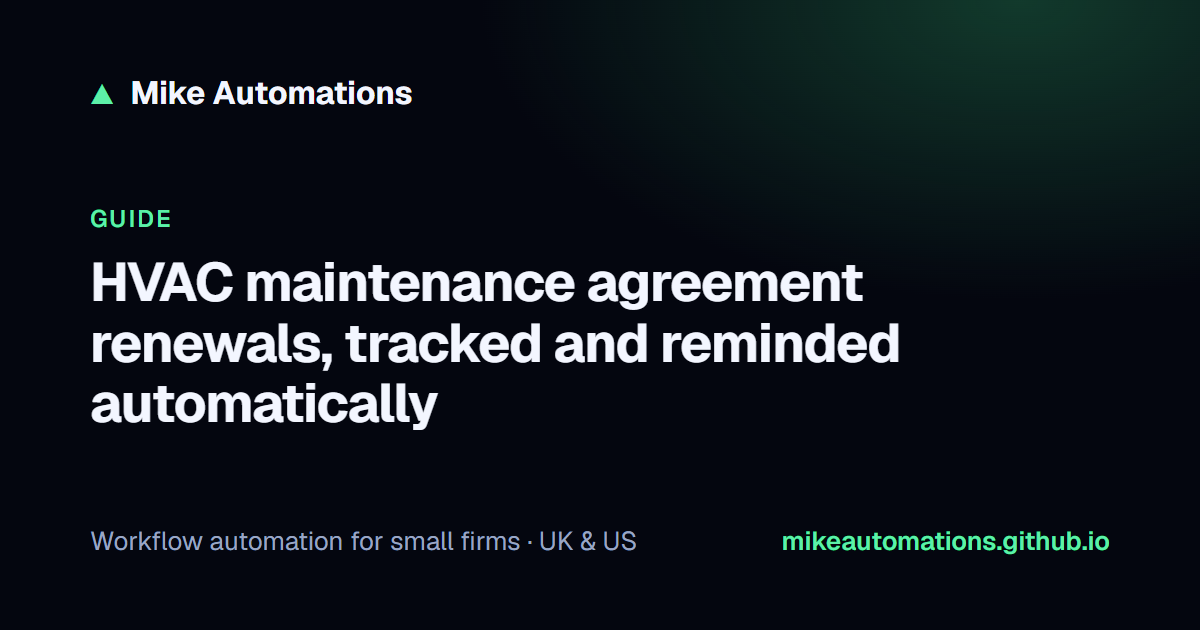 Mike Automations
GUIDE
HVAC maintenance agreement
renewals, tracked and reminded
automatically
Workflow automation for small firms · UK & US
mikeautomations.github.io